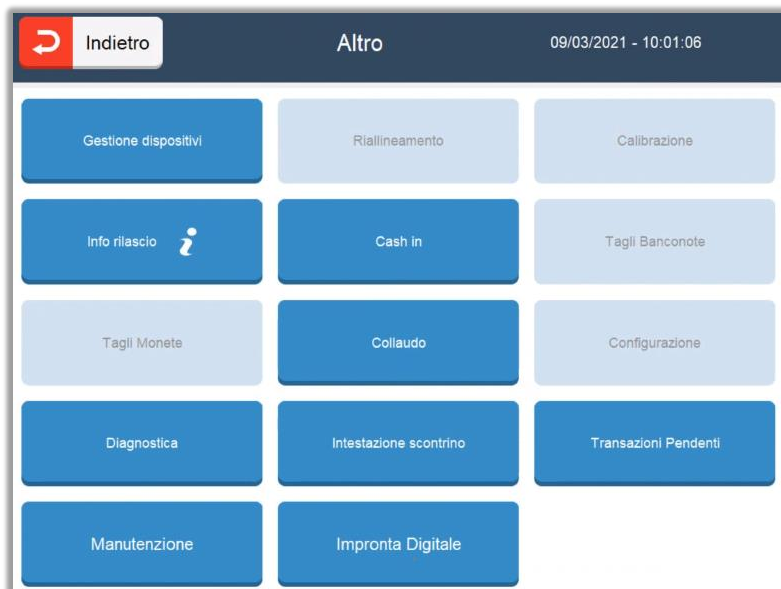 Indietro
Altro
09/03/2021 - 10:01:06
Gestione dispositivi
Riallineamento
Calibrazione
Info rilascio
Cash in
Tagli Banconote
Tagli Monete
Collaudo
Configurazione
Diagnostica
Intestazione scontrino
Transazioni Pendenti
Manutenzione
Impronta Digitale